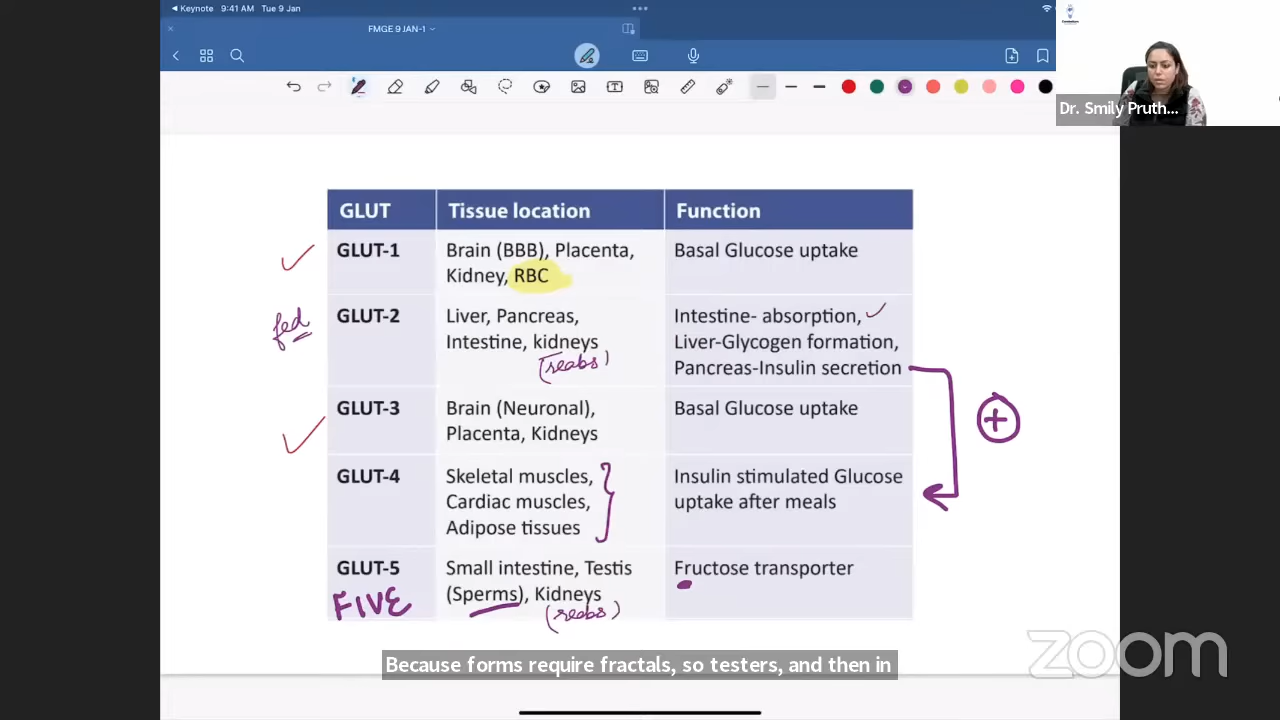 Keynote 9:41 AM Tue 9 Jan
FMGE 9 JAN-1
Dr. Smily Pruth...
GLUT Tissue location Function
GLUT-1 Brain (BBB), Placenta, Basal Glucose uptake
Kidney, RBC
fed GLUT-2 Liver, Pancreas, Intestine- absorption,
Intestine, kidneys Liver-Glycogen formation,
(reabs) Pancreas-Insulin secretion
GLUT-3 Brain (Neuronal), Basal Glucose uptake
Placenta, Kidneys
+
GLUT-4 Skeletal muscles, Insulin stimulated Glucose
Cardiac muscles, uptake after meals
Adipose tissues
GLUT-5 Small intestine, Testis Fructose transporter
FIVE (Sperms), Kidneys
(reabs)
Because forms require fractals, so testers, and then in
zoom